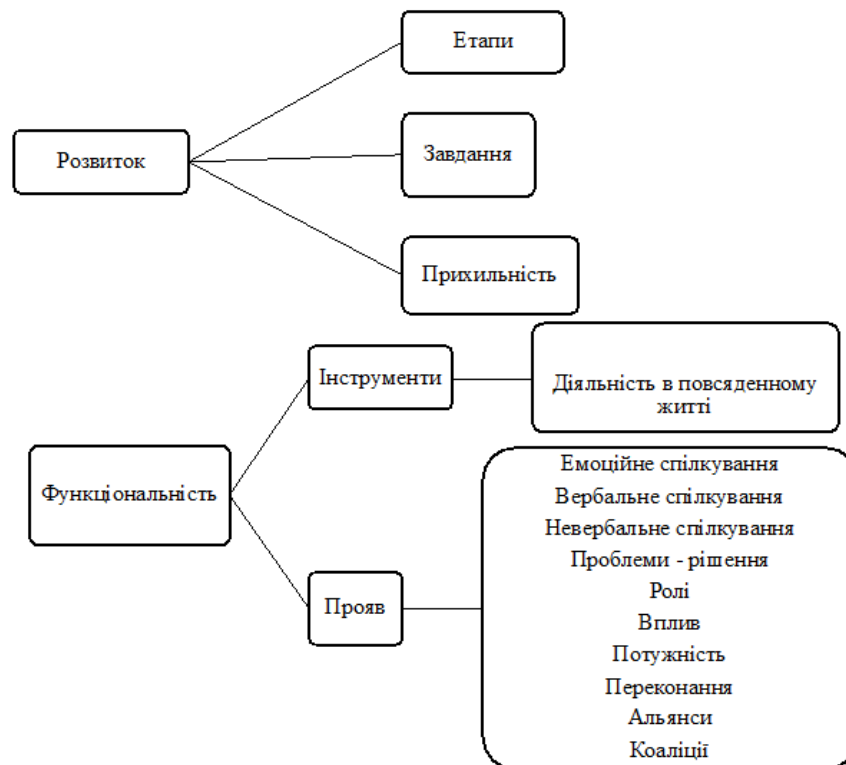 Етапи
Розвиток
Завдання
Прихильність
Інструменти
Діяльність в повсяденному
житті
Функціональність
Прояв
Емоційне спілкування
Вербальне спілкування
Невербальне спілкування
Проблеми - рішення
Ролі
Вплив
Потужність
Переконання
Альянси
Коаліції